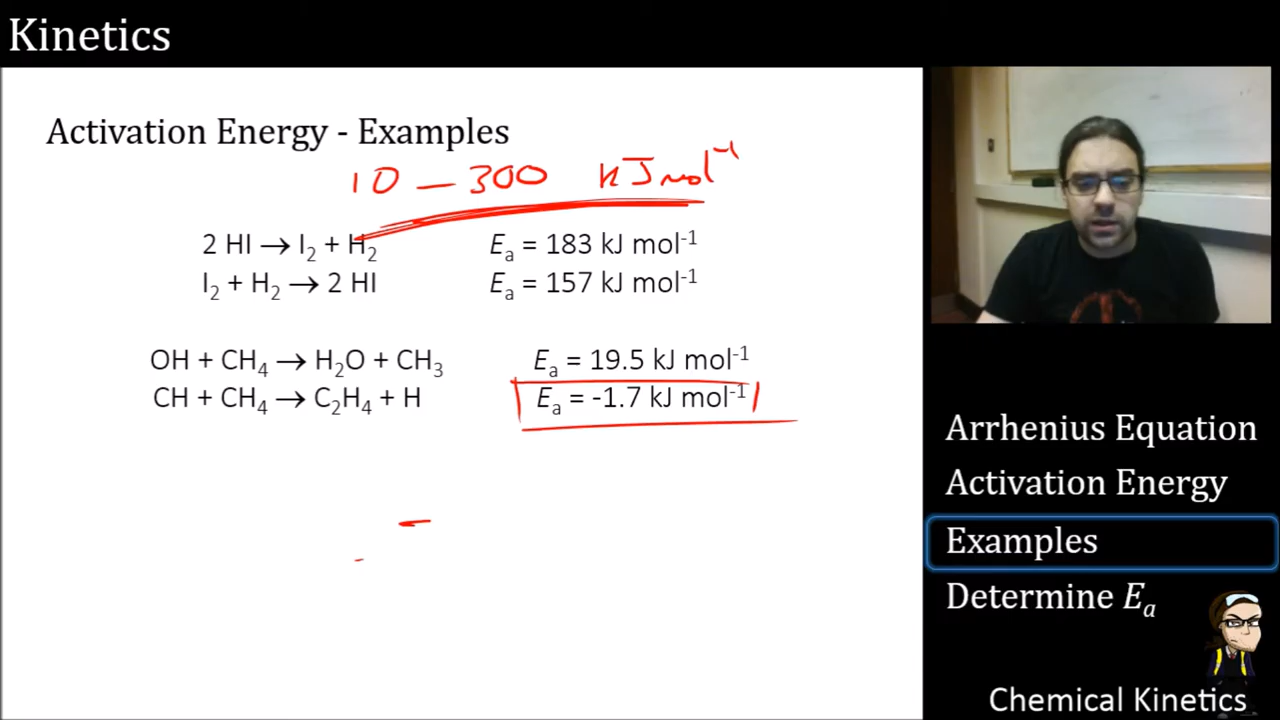 Kinetics
Activation Energy - Examples
10 — 300 kJmol⁻¹
2 HI → I₂ + H₂ Eₐ = 183 kJ mol⁻¹
I₂ + H₂ → 2 HI Eₐ = 157 kJ mol⁻¹
OH + CH₄ → H₂O + CH₃ Eₐ = 19.5 kJ mol⁻¹
CH + CH₄ → C₂H₄ + H Eₐ = -1.7 kJ mol⁻¹
Arrhenius Equation
Activation Energy
Examples
Determine Eₐ
Chemical Kinetics